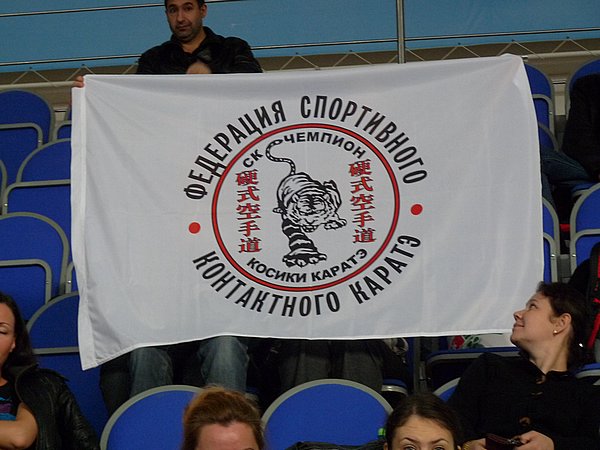 ФЕДЕРАЦИЯ СПОРТИВНОГО
СК ЧЕМПИОН
硬式空手道
硬式空手道
КОСИКИ КАРАТЭ
КОНТАКТНОГО КАРАТЭ